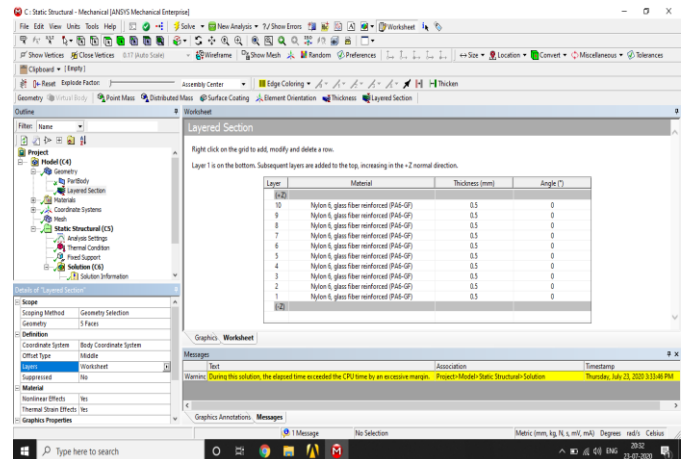 C : Static Structural - Mechanical [ANSYS Mechanical Enterprise]
File Edit View Units Tools Help Solve New Analysis ?/ Show Errors Worksheet
Show Vertices Close Vertices 0.17 (Auto Scale) Wireframe Show Mesh Random Preferences Size Location Convert Miscellaneous Tolerances
Clipboard [Empty]
Reset Explode Factor: Assembly Center Edge Coloring Thicken
Geometry Virtual Body Point Mass Distributed Mass Surface Coating Element Orientation Thickness Layered Section
Outline
Filter: Name
Project
Model (C4)
Geometry
PartBody
Layered Section
Materials
Coordinate Systems
Mesh
Static Structural (C5)
Analysis Settings
Thermal Condition
Fixed Support
Solution (C6)
Solution Information
Details of "Layered Section"
Scope
Scoping Method Geometry Selection
Geometry 5 Faces
Definition
Coordinate System Body Coordinate System
Offset Type Middle
Layers Worksheet
Suppressed No
Material
Nonlinear Effects Yes
Thermal Strain Effects Yes
Graphics Properties
Worksheet
Layered Section
Right click on the grid to add, modify and delete a row.
Layer 1 is on the bottom. Subsequent layers are added to the top, increasing in the +Z normal direction.
Layer Material Thickness (mm) Angle (°)
(+Z)
10 Nylon 6, glass fiber reinforced (PA6-GF) 0.5 0
9 Nylon 6, glass fiber reinforced (PA6-GF) 0.5 0
8 Nylon 6, glass fiber reinforced (PA6-GF) 0.5 0
7 Nylon 6, glass fiber reinforced (PA6-GF) 0.5 0
6 Nylon 6, glass fiber reinforced (PA6-GF) 0.5 0
5 Nylon 6, glass fiber reinforced (PA6-GF) 0.5 0
4 Nylon 6, glass fiber reinforced (PA6-GF) 0.5 0
3 Nylon 6, glass fiber reinforced (PA6-GF) 0.5 0
2 Nylon 6, glass fiber reinforced (PA6-GF) 0.5 0
1 Nylon 6, glass fiber reinforced (PA6-GF) 0.5 0
(-Z)
Graphics Worksheet
Messages
Text Association Timestamp
Warning During this solution, the elapsed time exceeded the CPU time by an excessive margin. Project>Model>Static Structural>Solution Thursday, July 23, 2020 3:33:46 PM
Graphics Annotations Messages
1 Message No Selection Metric (mm, kg, N, s, mV, mA) Degrees rad/s Celsius
Type here to search
ENG
20:32
23-07-2020